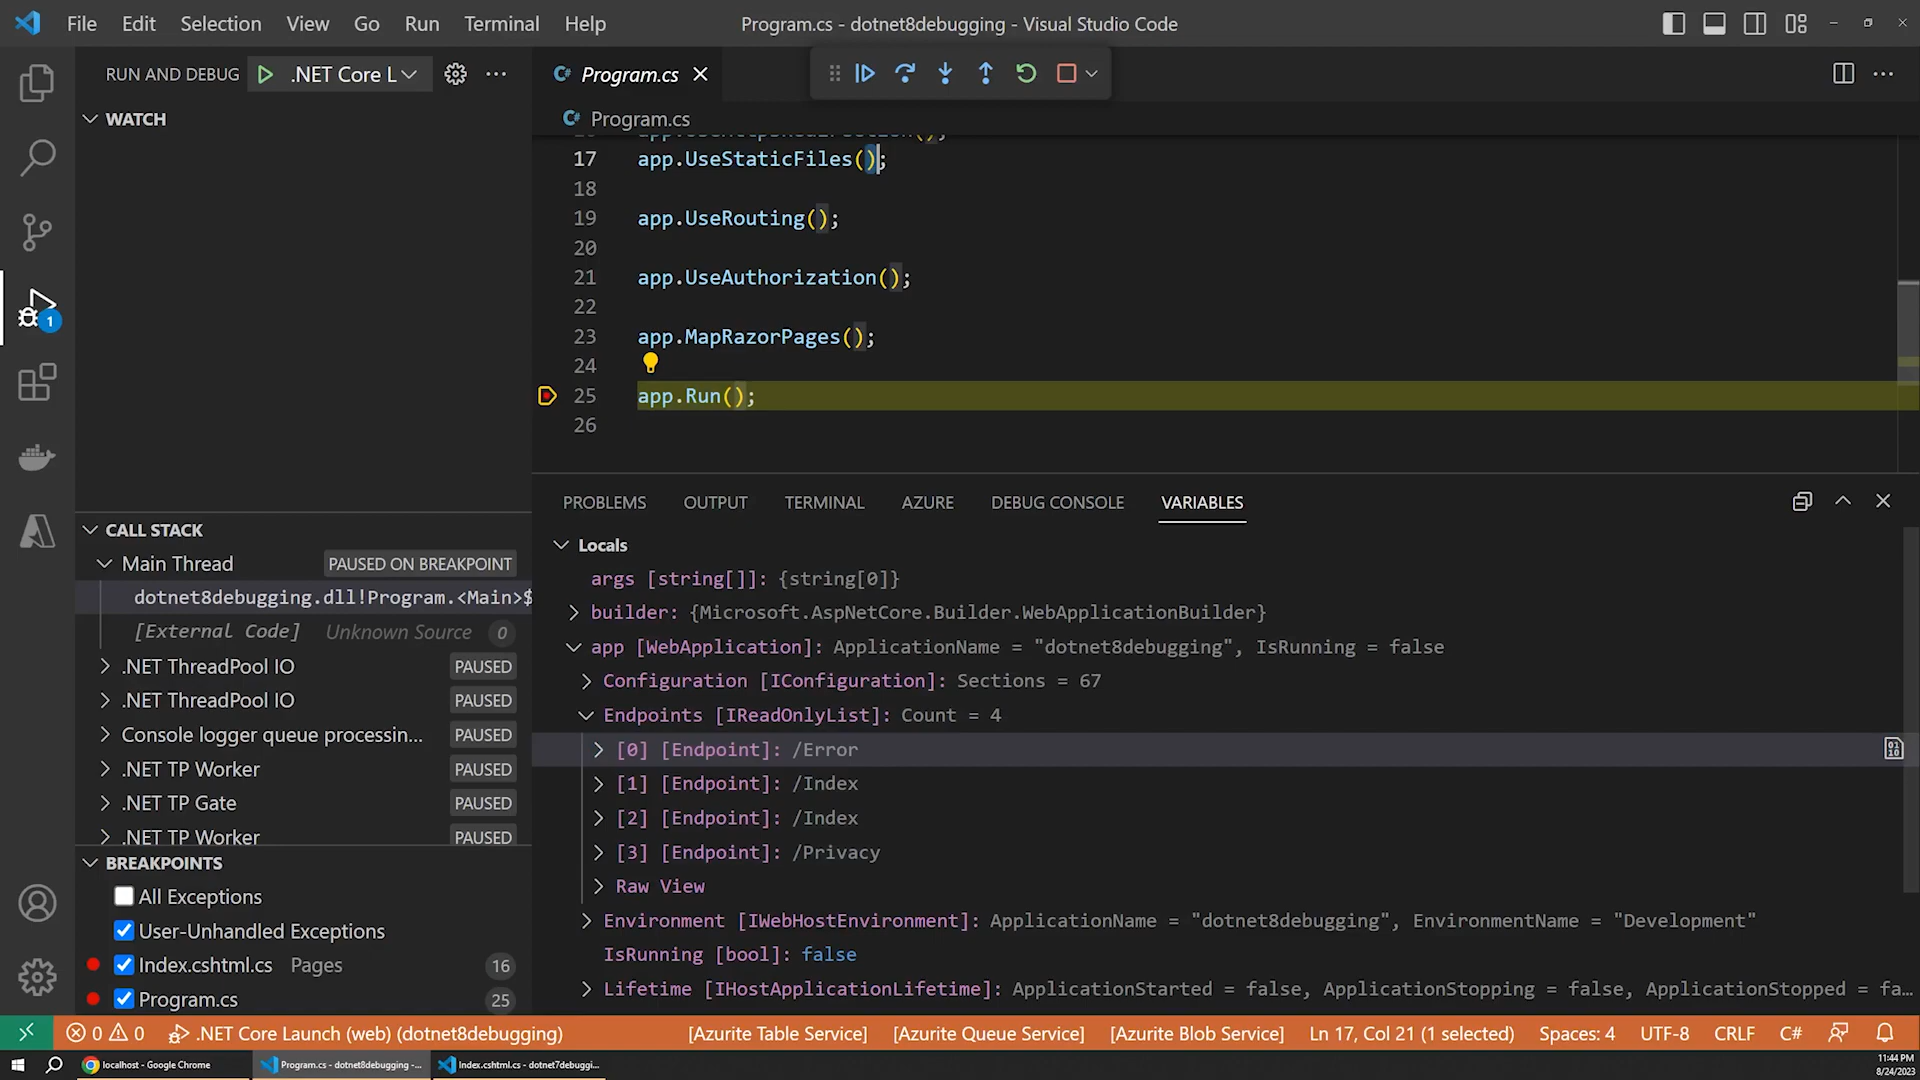 File Edit Selection View Go Run Terminal Help Program.cs - dotnet8debugging - Visual Studio Code
RUN AND DEBUG .NET Core L
WATCH
CALL STACK
Main Thread PAUSED ON BREAKPOINT
dotnet8debugging.dll!Program.<Main>$
[External Code] Unknown Source 0
.NET ThreadPool IO PAUSED
.NET ThreadPool IO PAUSED
Console logger queue processin... PAUSED
.NET TP Worker PAUSED
.NET TP Gate PAUSED
.NET TP Worker PAUSED
BREAKPOINTS
All Exceptions
User-Unhandled Exceptions
Index.cshtml.cs Pages 16
Program.cs 25
1
Program.cs
Program.cs
17 app.UseStaticFiles();
18
19 app.UseRouting();
20
21 app.UseAuthorization();
22
23 app.MapRazorPages();
24
25 app.Run();
26
PROBLEMS OUTPUT TERMINAL AZURE DEBUG CONSOLE VARIABLES
Locals
args [string[]]: {string[0]}
builder: {Microsoft.AspNetCore.Builder.WebApplicationBuilder}
app [WebApplication]: ApplicationName = "dotnet8debugging", IsRunning = false
Configuration [IConfiguration]: Sections = 67
Endpoints [IReadOnlyList]: Count = 4
[0] [Endpoint]: /Error
[1] [Endpoint]: /Index
[2] [Endpoint]: /Index
[3] [Endpoint]: /Privacy
Raw View
Environment [IWebHostEnvironment]: ApplicationName = "dotnet8debugging", EnvironmentName = "Development"
IsRunning [bool]: false
Lifetime [IHostApplicationLifetime]: ApplicationStarted = false, ApplicationStopping = false, ApplicationStopped = fa...
0 0 .NET Core Launch (web) (dotnet8debugging) [Azurite Table Service] [Azurite Queue Service] [Azurite Blob Service] Ln 17, Col 21 (1 selected) Spaces: 4 UTF-8 CRLF C#
localhost - Google Chrome Program.cs - dotnet8debugging -... Index.cshtml.cs - dotnet7debuggi... 11:44 PM
8/24/2023